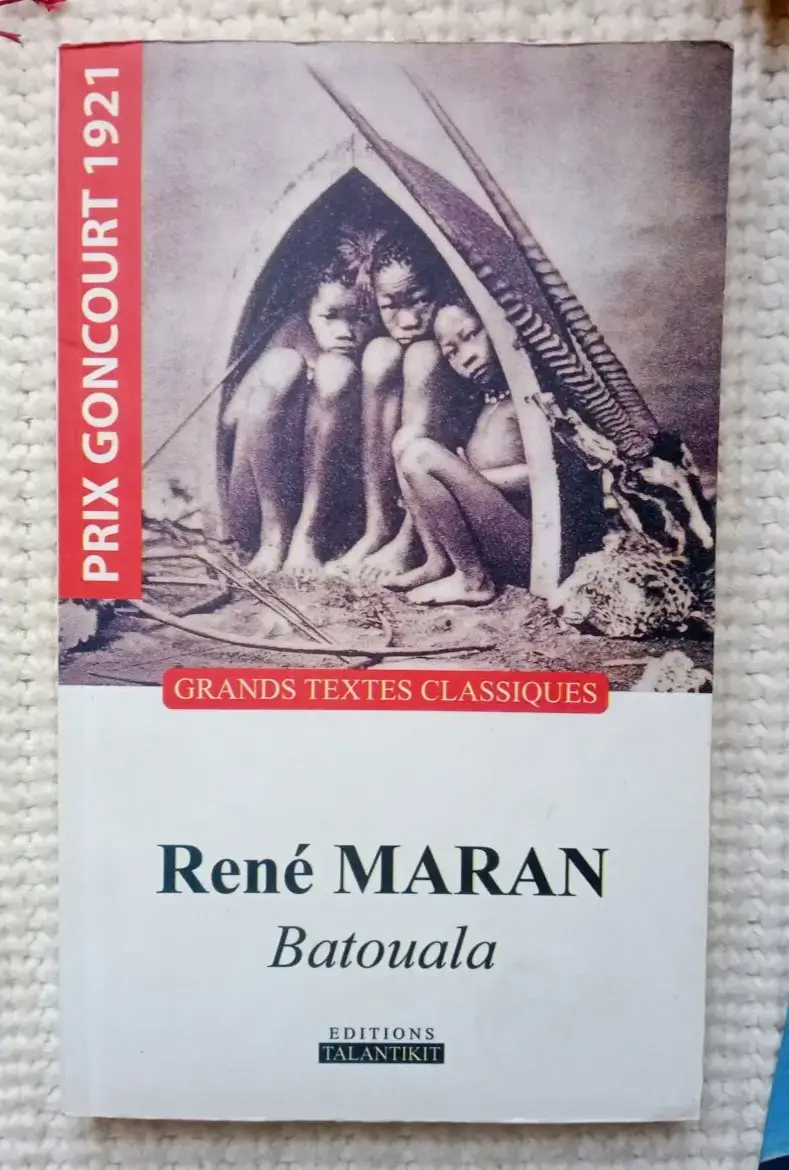 PRIX GONCOURT 1921
GRANDS TEXTES CLASSIQUES
René MARAN
Batouala
EDITIONS
TALANTIKIT